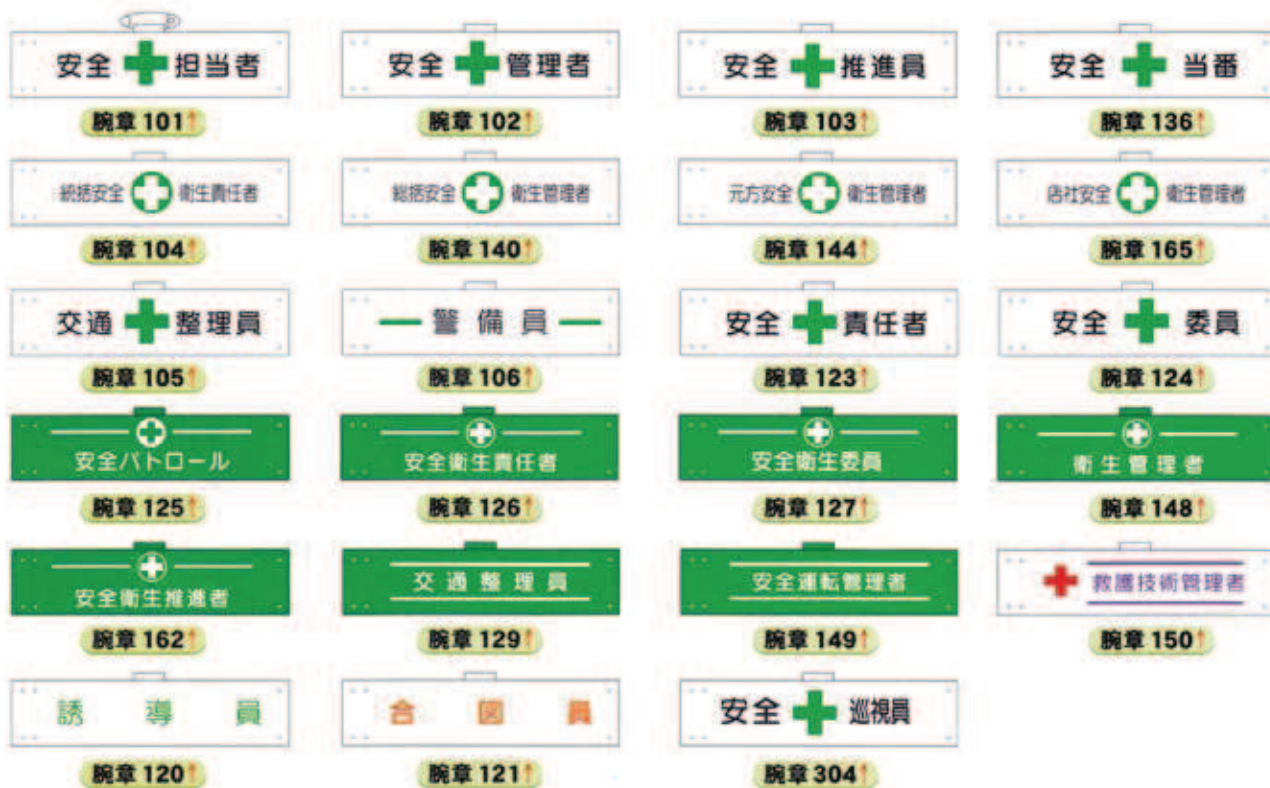 安全 担当者
安全 管理者
安全 推進員
安全 当番
腕章 101↑
腕章 102↑
腕章 103↑
腕章 136↑
統括安全 衛生責任者
総括安全 衛生管理者
元方安全 衛生管理者
店社安全 衛生管理者
腕章 104↑
腕章 140↑
腕章 144↑
腕章 165↑
交通 整理員
警備員
安全 責任者
安全 委員
腕章 105↑
腕章 106↑
腕章 123↑
腕章 124↑
安全パトロール
安全衛生責任者
安全衛生委員
衛生管理者
腕章 125↑
腕章 126↑
腕章 127↑
腕章 148↑
安全衛生推進者
交通整理員
安全運転管理者
救護技術管理者
腕章 162↑
腕章 129↑
腕章 149↑
腕章 150↑
誘導員
合図員
安全 巡視員
腕章 120↑
腕章 121↑
腕章 304↑